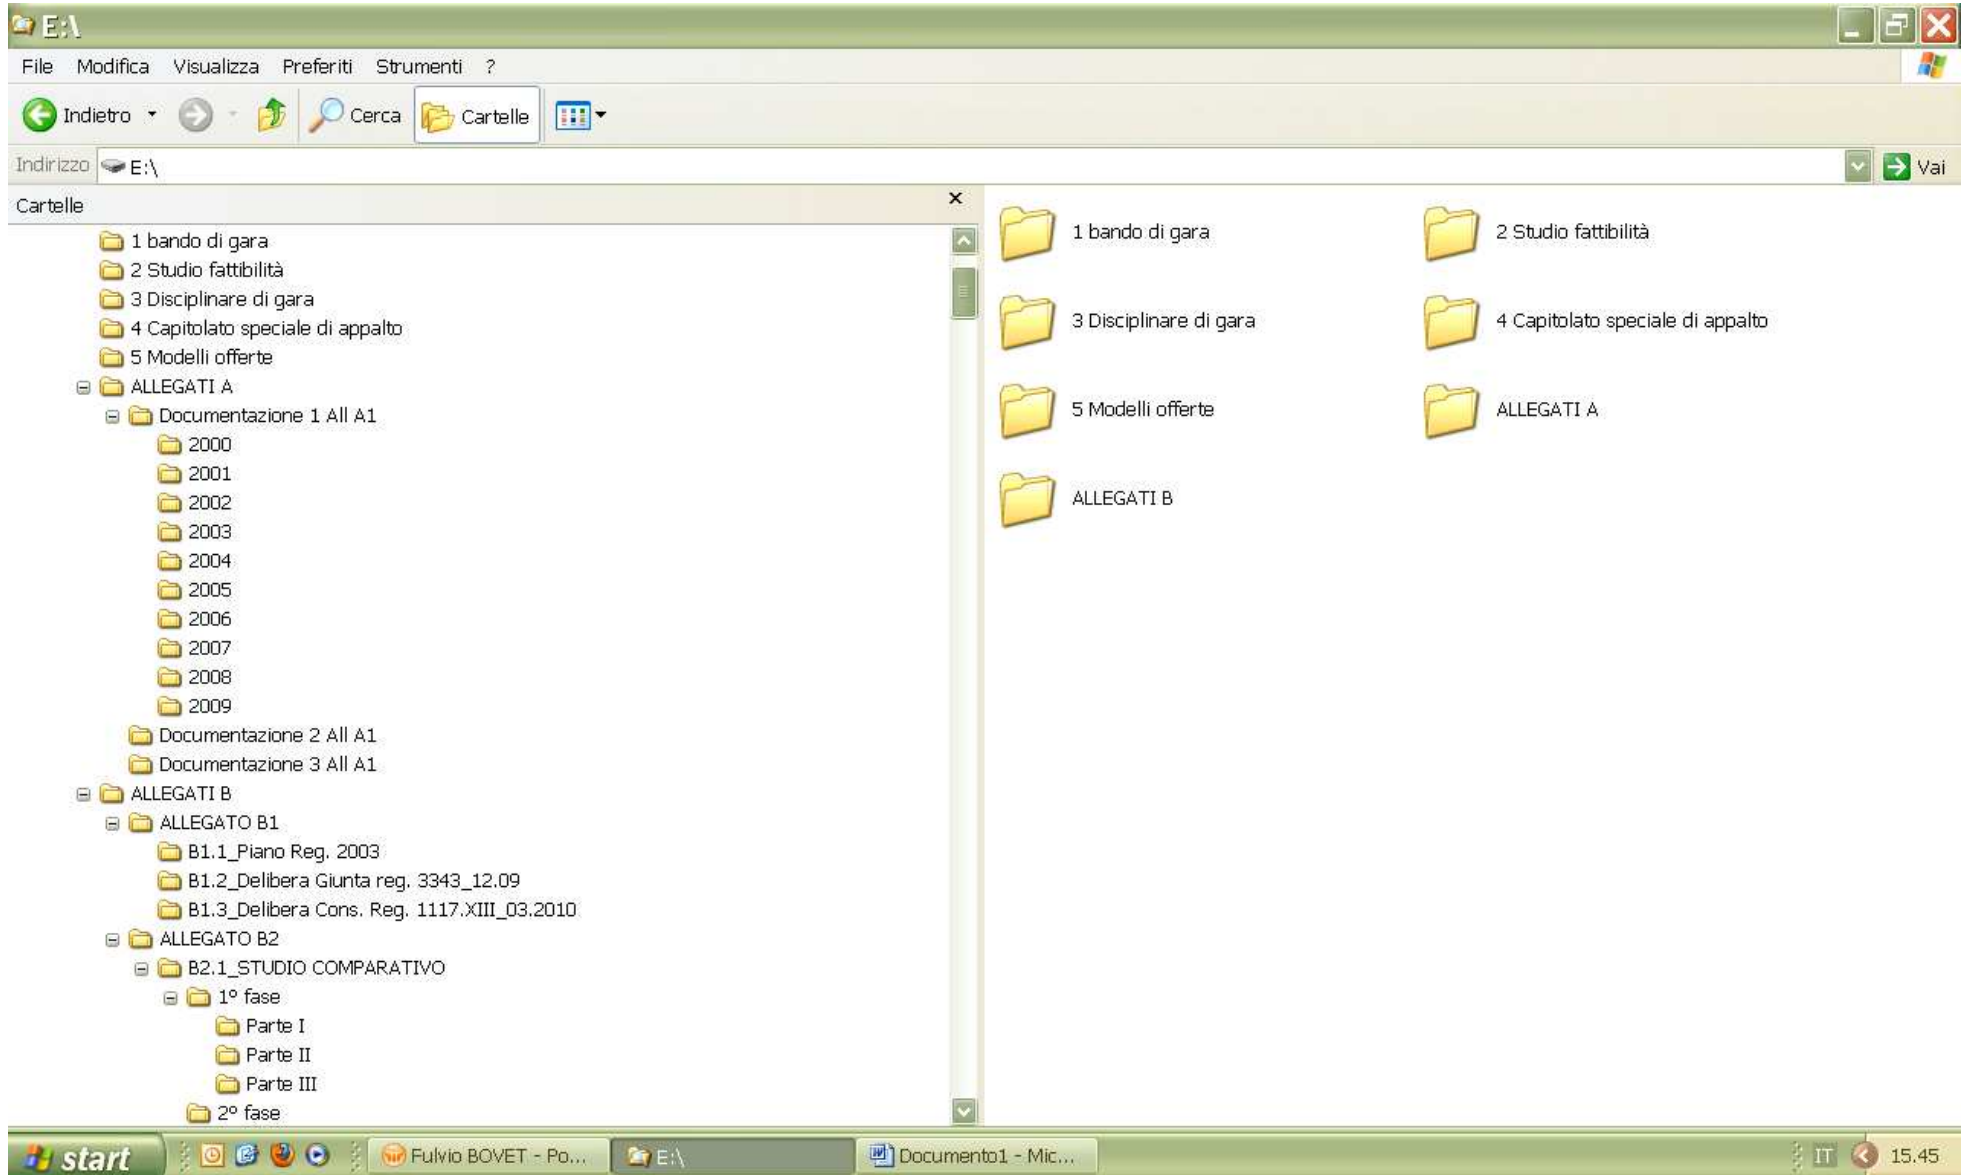 E:\
File Modifica Visualizza Preferiti Strumenti ?
Indietro Cerca Cartelle
Indirizzo E:\ Vai
Cartelle
1 bando di gara
2 Studio fattibilità
3 Disciplinare di gara
4 Capitolato speciale di appalto
5 Modelli offerte
ALLEGATI A
Documentazione 1 All A1
2000
2001
2002
2003
2004
2005
2006
2007
2008
2009
Documentazione 2 All A1
Documentazione 3 All A1
ALLEGATI B
ALLEGATO B1
B1.1_Piano Reg. 2003
B1.2_Delibera Giunta reg. 3343_12.09
B1.3_Delibera Cons. Reg. 1117.XIII_03.2010
ALLEGATO B2
B2.1_STUDIO COMPARATIVO
1º fase
Parte I
Parte II
Parte III
2º fase
1 bando di gara 2 Studio fattibilità
3 Disciplinare di gara 4 Capitolato speciale di appalto
5 Modelli offerte ALLEGATI A
ALLEGATI B
start Fulvio BOVET - Po... E:\ Documento1 - Mic... IT 15.45